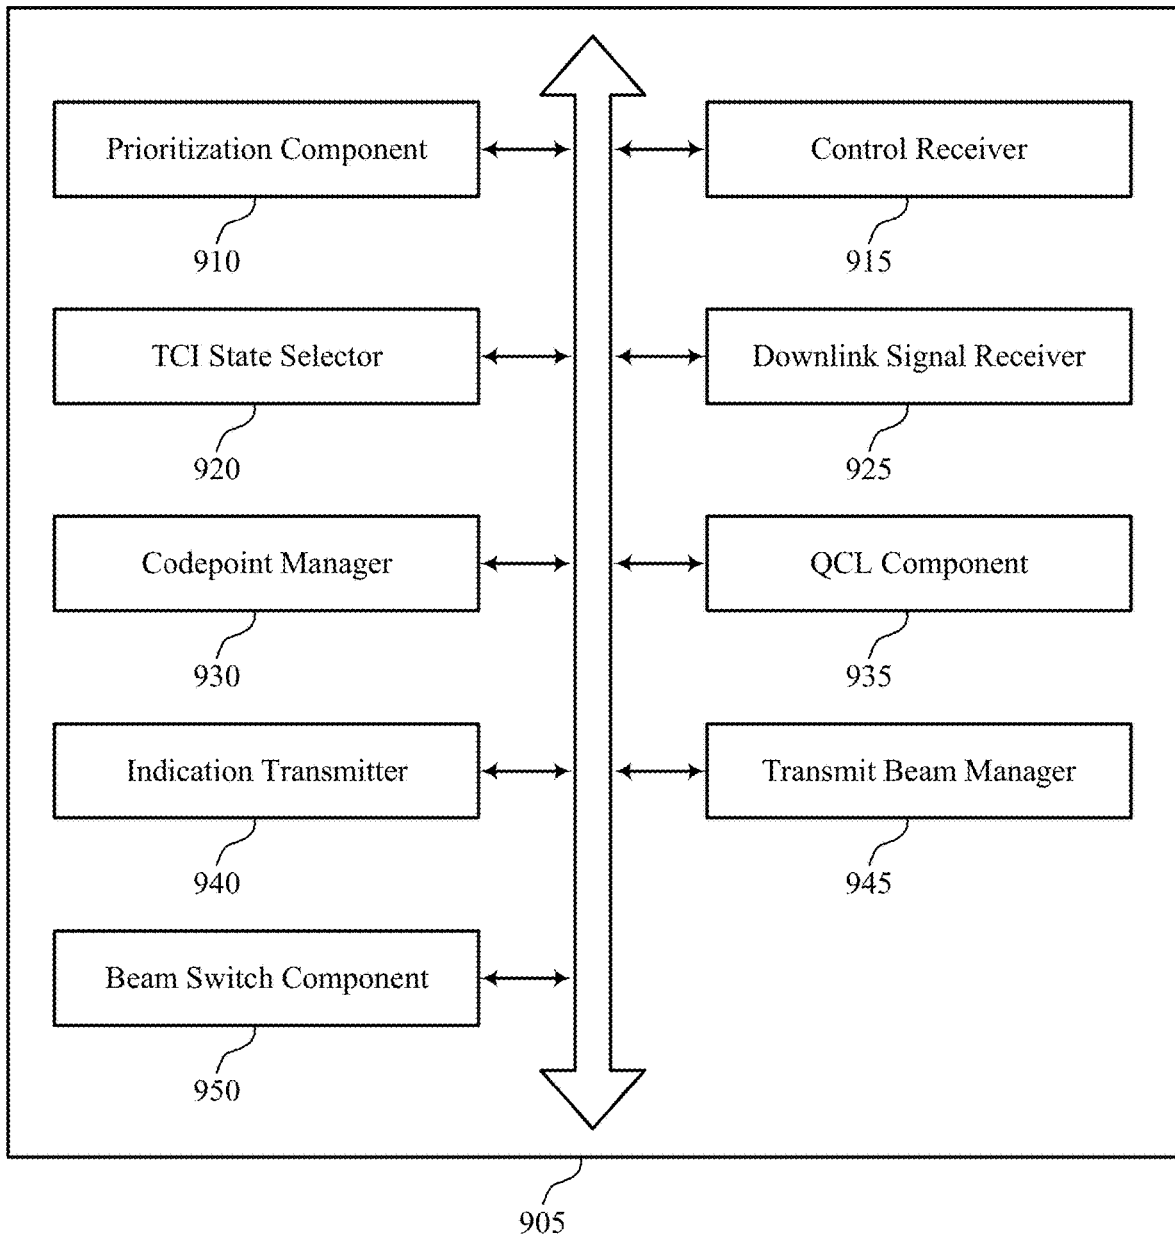 Prioritization Component
Control Receiver
910
915
TCI State Selector
Downlink Signal Receiver
920
925
Codepoint Manager
QCL Component
930
935
Indication Transmitter
Transmit Beam Manager
940
945
Beam Switch Component
950
905